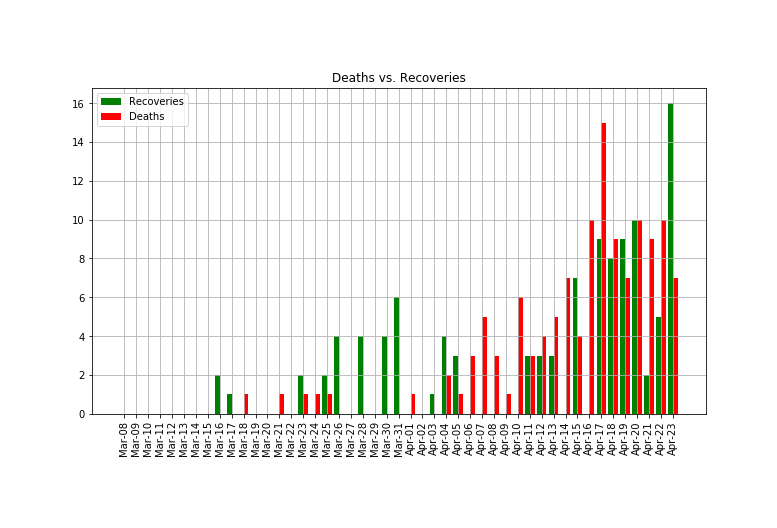 Deaths vs. Recoveries
Recoveries
Deaths
16
14
12
10
8
6
4
2
0
Mar-08
Mar-09
Mar-10
Mar-11
Mar-12
Mar-13
Mar-14
Mar-15
Mar-16
Mar-17
Mar-18
Mar-19
Mar-20
Mar-21
Mar-22
Mar-23
Mar-24
Mar-25
Mar-26
Mar-27
Mar-28
Mar-29
Mar-30
Mar-31
Apr-01
Apr-02
Apr-03
Apr-04
Apr-05
Apr-06
Apr-07
Apr-08
Apr-09
Apr-10
Apr-11
Apr-12
Apr-13
Apr-14
Apr-15
Apr-16
Apr-17
Apr-18
Apr-19
Apr-20
Apr-21
Apr-22
Apr-23